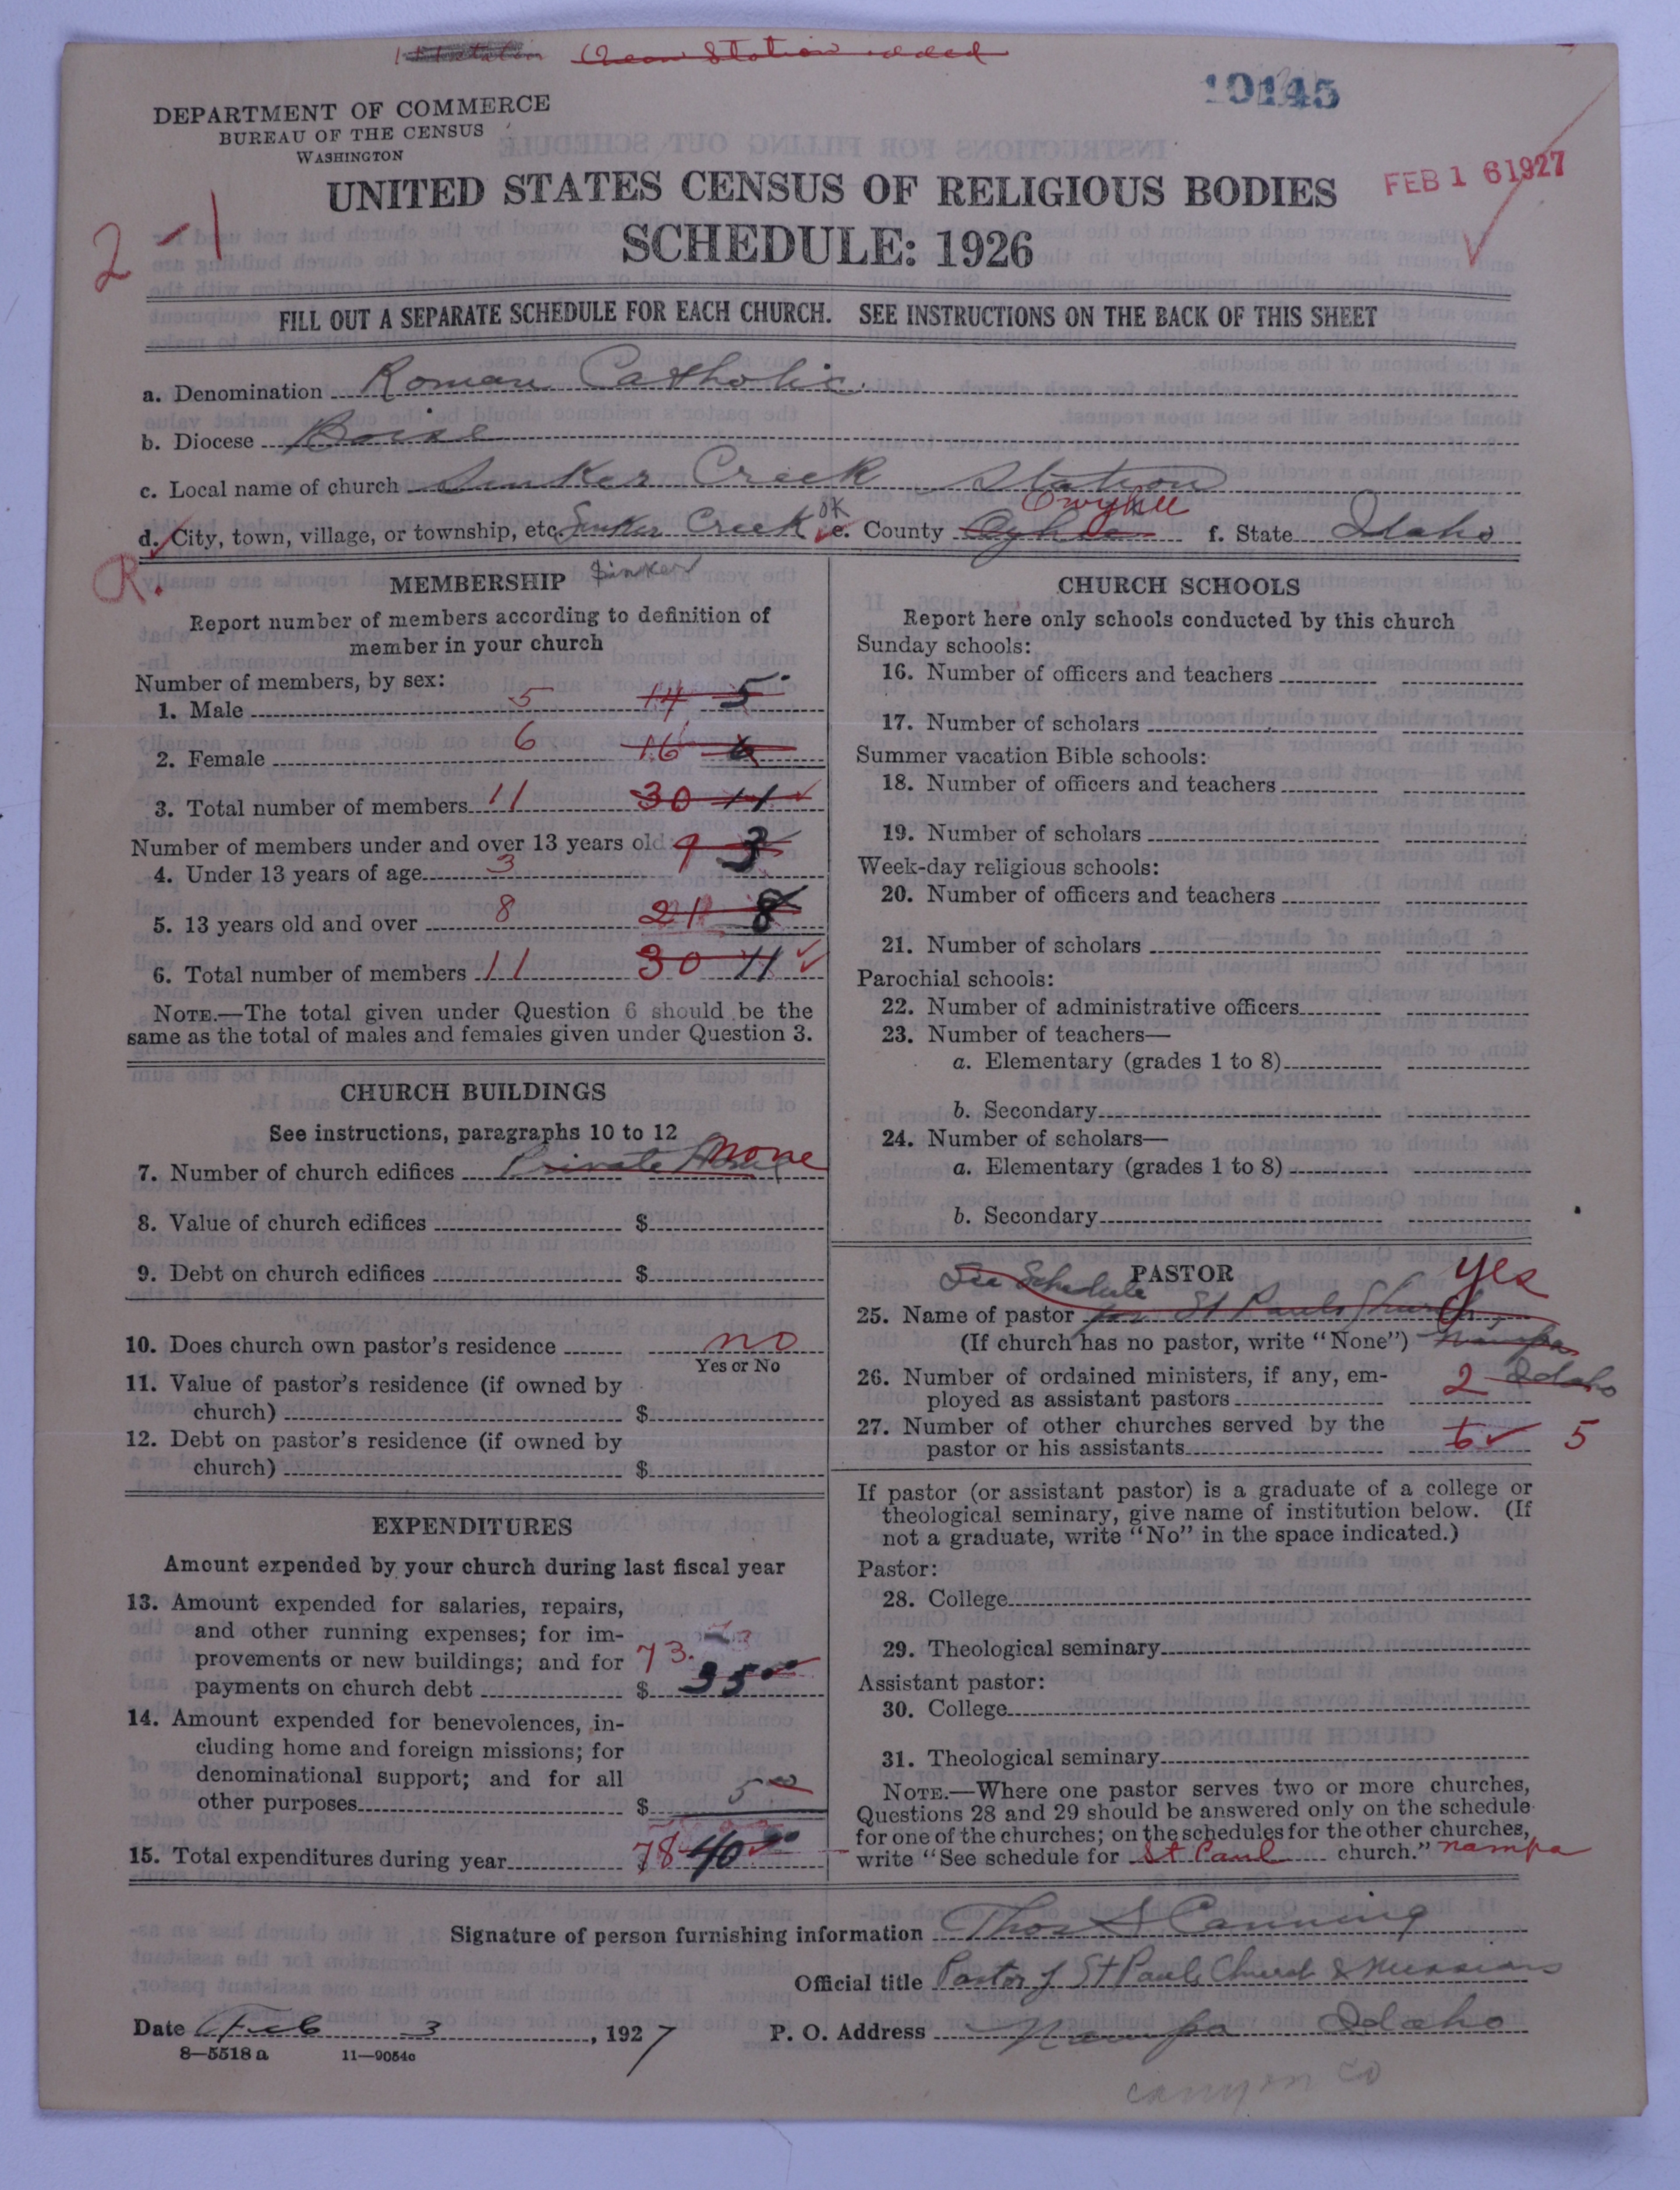 station added
10145
DEPARTMENT OF COMMERCE
BUREAU OF THE CENSUS
WASHINGTON
FEB 1 6 1927
UNITED STATES CENSUS OF RELIGIOUS BODIES
2-1
SCHEDULE: 1926
FILL OUT A SEPARATE SCHEDULE FOR EACH CHURCH. SEE INSTRUCTIONS ON THE BACK OF THIS SHEET
a. Denomination Roman Catholic.
b. Diocese Boise
c. Local name of church Sinker Creek Station
d. City, town, village, or township, etc. Sinker Creek OK e. County Owyhee f. State Idaho
R.
MEMBERSHIP Sinker
Report number of members according to definition of
member in your church
Number of members, by sex:
1. Male 5 14 5
2. Female 6 16 6
3. Total number of members 11 30 11
Number of members under and over 13 years old
4. Under 13 years of age 3 9 3
5. 13 years old and over 8 21 8
6. Total number of members 11 30 11
NOTE.—The total given under Question 6 should be the
same as the total of males and females given under Question 3.
CHURCH BUILDINGS
See instructions, paragraphs 10 to 12
7. Number of church edifices Private House none
8. Value of church edifices $
9. Debt on church edifices $
10. Does church own pastor's residence no
Yes or No
11. Value of pastor's residence (if owned by
church) $
12. Debt on pastor's residence (if owned by
church) $
EXPENDITURES
Amount expended by your church during last fiscal year
13. Amount expended for salaries, repairs,
and other running expenses; for im-
provements or new buildings; and for
payments on church debt $ 73. 35
14. Amount expended for benevolences, in-
cluding home and foreign missions; for
denominational support; and for all
other purposes $ 5 00
15. Total expenditures during year 78 40
CHURCH SCHOOLS
Report here only schools conducted by this church
Sunday schools:
16. Number of officers and teachers
17. Number of scholars
Summer vacation Bible schools:
18. Number of officers and teachers
19. Number of scholars
Week-day religious schools:
20. Number of officers and teachers
21. Number of scholars
Parochial schools:
22. Number of administrative officers
23. Number of teachers—
a. Elementary (grades 1 to 8)
b. Secondary
24. Number of scholars—
a. Elementary (grades 1 to 8)
b. Secondary
PASTOR
See Schedule yes
25. Name of pastor for St Pauls Church,
(If church has no pastor, write "None") Nampa
26. Number of ordained ministers, if any, em- Idaho
ployed as assistant pastors 2
27. Number of other churches served by the
pastor or his assistants 6 5
If pastor (or assistant pastor) is a graduate of a college or
theological seminary, give name of institution below. (If
not a graduate, write "No" in the space indicated.)
Pastor:
28. College
29. Theological seminary
Assistant pastor:
30. College
31. Theological seminary
NOTE.—Where one pastor serves two or more churches,
Questions 28 and 29 should be answered only on the schedule
for one of the churches; on the schedules for the other churches,
write "See schedule for St Paul church." Nampa
Signature of person furnishing information Thos S Canning
Official title Pastor of St Pauls Church & Missions
Date Feb 3, 1927 P. O. Address Nampa Idaho
8—5518 a 11—9054c
Canyon Co